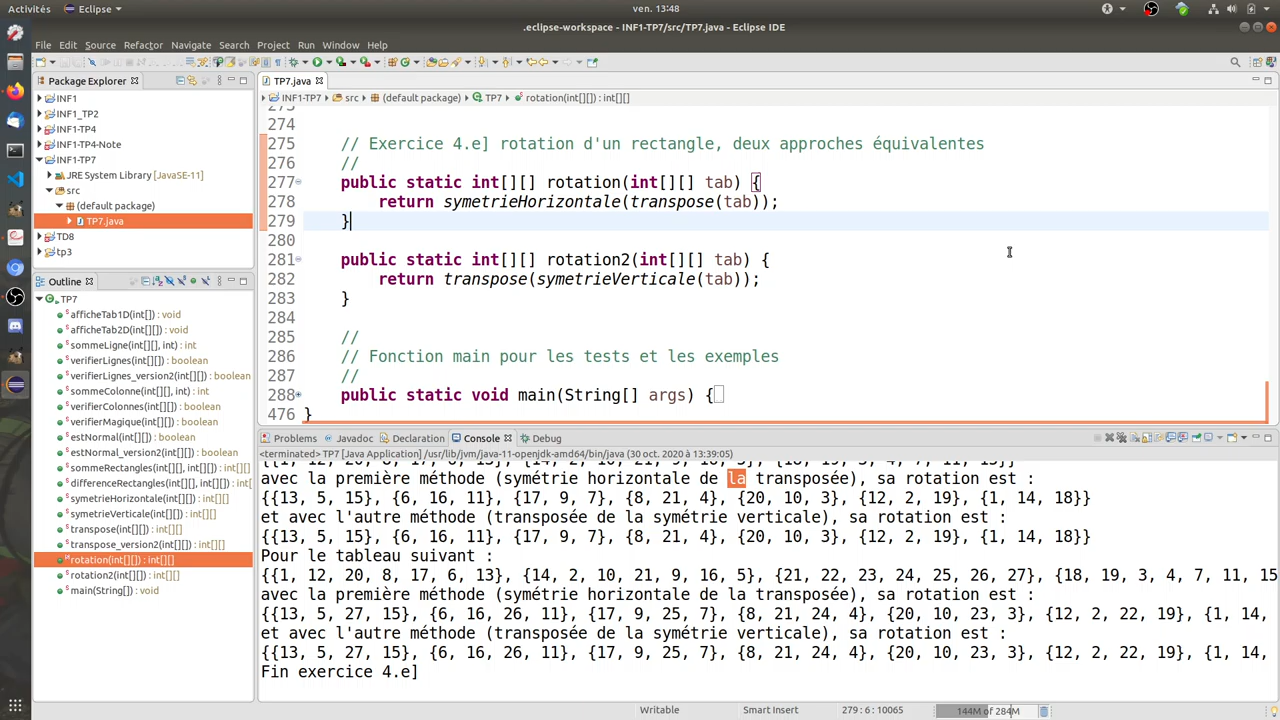 Activités Eclipse ven. 13:48
.eclipse-workspace - INF1-TP7/src/TP7.java - Eclipse IDE
File Edit Source Refactor Navigate Search Project Run Window Help
Package Explorer
INF1
INF1_TP2
INF1-TP4
INF1-TP4-Note
INF1-TP7
JRE System Library [JavaSE-11]
src
(default package)
TP7.java
TD8
tp3
Outline
TP7
afficheTab1D(int[]) : void
afficheTab2D(int[][]) : void
sommeLigne(int[][], int) : int
verifierLignes(int[][]) : boolean
verifierLignes_version2(int[][]) : boolean
sommeColonne(int[][], int) : int
verifierColonnes(int[][]) : boolean
verifierMagique(int[][]) : boolean
estNormal(int[][]) : boolean
estNormal_version2(int[][]) : boolean
sommeRectangles(int[][], int[][]) : int[][]
differenceRectangles(int[][], int[][]) : int[][]
symetrieHorizontale(int[][]) : int[][]
symetrieVerticale(int[][]) : int[][]
transpose(int[][]) : int[][]
transpose_version2(int[][]) : int[][]
rotation(int[][]) : int[][]
rotation2(int[][]) : int[][]
main(String[]) : void
TP7.java
INF1-TP7 src (default package) TP7 rotation(int[][]) : int[][]
273
274
275 // Exercice 4.e] rotation d'un rectangle, deux approches équivalentes
276 //
277 public static int[][] rotation(int[][] tab) {
278 return symetrieHorizontale(transpose(tab));
279 }
280
281 public static int[][] rotation2(int[][] tab) {
282 return transpose(symetrieVerticale(tab));
283 }
284
285 //
286 // Fonction main pour les tests et les exemples
287 //
288 public static void main(String[] args) {
476 }
Problems Javadoc Declaration Console Debug
<terminated> TP7 [Java Application] /usr/lib/jvm/java-11-openjdk-amd64/bin/java (30 oct. 2020 à 13:39:05)
avec la première méthode (symétrie horizontale de la transposée), sa rotation est :
{{13, 5, 15}, {6, 16, 11}, {17, 9, 7}, {8, 21, 4}, {20, 10, 3}, {12, 2, 19}, {1, 14, 18}}
et avec l'autre méthode (transposée de la symétrie verticale), sa rotation est :
{{13, 5, 15}, {6, 16, 11}, {17, 9, 7}, {8, 21, 4}, {20, 10, 3}, {12, 2, 19}, {1, 14, 18}}
Pour le tableau suivant :
{{1, 12, 20, 8, 17, 6, 13}, {14, 2, 10, 21, 9, 16, 5}, {21, 22, 23, 24, 25, 26, 27}, {18, 19, 3, 4, 7, 11, 15
avec la première méthode (symétrie horizontale de la transposée), sa rotation est :
{{13, 5, 27, 15}, {6, 16, 26, 11}, {17, 9, 25, 7}, {8, 21, 24, 4}, {20, 10, 23, 3}, {12, 2, 22, 19}, {1, 14,
et avec l'autre méthode (transposée de la symétrie verticale), sa rotation est :
{{13, 5, 27, 15}, {6, 16, 26, 11}, {17, 9, 25, 7}, {8, 21, 24, 4}, {20, 10, 23, 3}, {12, 2, 22, 19}, {1, 14,
Fin exercice 4.e]
Writable Smart Insert 279 : 6 : 10065 144M of 284M